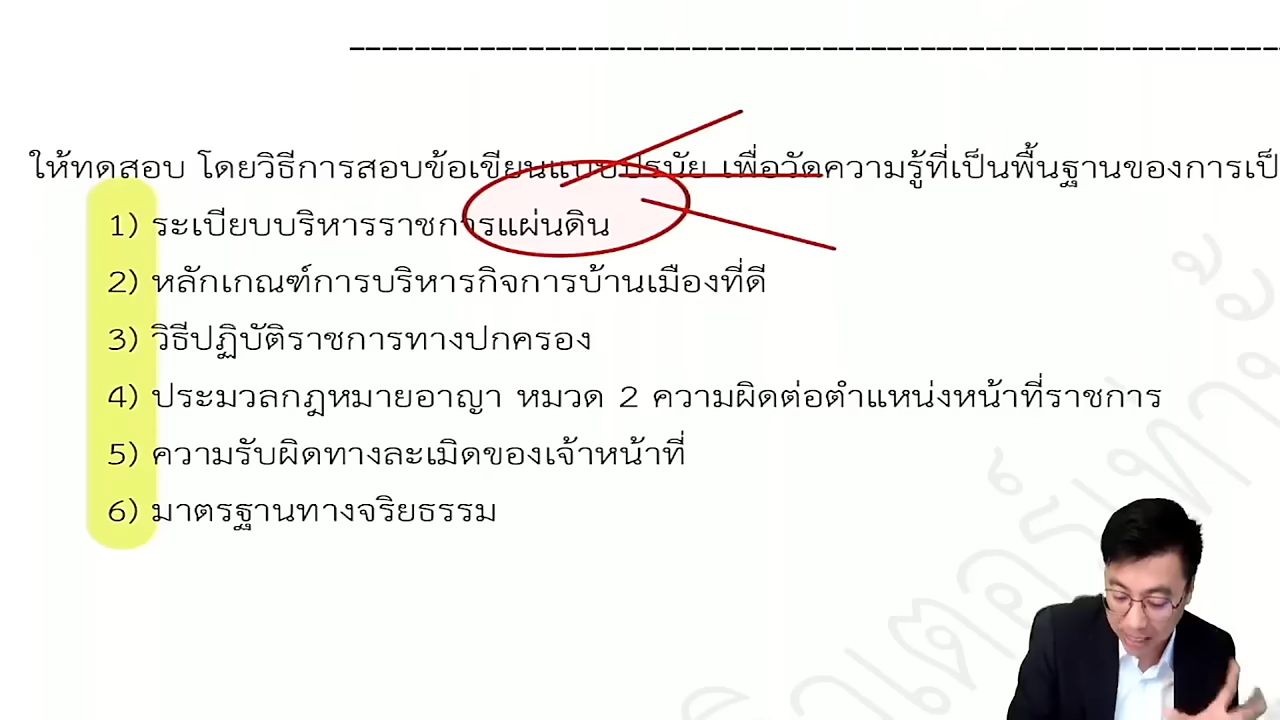 ให้ทดสอบ โดยวิธีการสอบข้อเขียนแบบปรนัย เพื่อวัดความรู้ที่เป็นพื้นฐานของการเป็
1) ระเบียบบริหารราชการแผ่นดิน
2) หลักเกณฑ์การบริหารกิจการบ้านเมืองที่ดี
3) วิธีปฏิบัติราชการทางปกครอง
4) ประมวลกฎหมายอาญา หมวด 2 ความผิดต่อตำแหน่งหน้าที่ราชการ
5) ความรับผิดทางละเมิดของเจ้าหน้าที่
6) มาตรฐานทางจริยธรรม